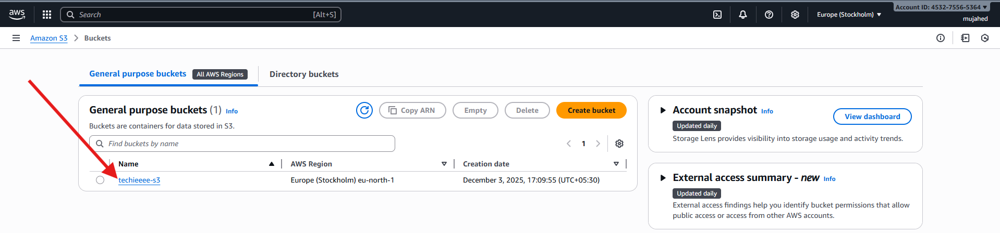 aws
Search [Alt+S]
Europe (Stockholm)
Account ID: 4532-7556-5364
mujahed
Amazon S3 Buckets
General purpose buckets All AWS Regions Directory buckets
General purpose buckets (1) Info
Copy ARN Empty Delete Create bucket
Buckets are containers for data stored in S3.
Find buckets by name 1
Name AWS Region Creation date
techieeee-s3 Europe (Stockholm) eu-north-1 December 3, 2025, 17:09:55 (UTC+05:30)
Account snapshot Info
View dashboard
Updated daily
Storage Lens provides visibility into storage usage and activity trends.
External access summary - new Info
Updated daily
External access findings help you identify bucket permissions that allow
public access or access from other AWS accounts.